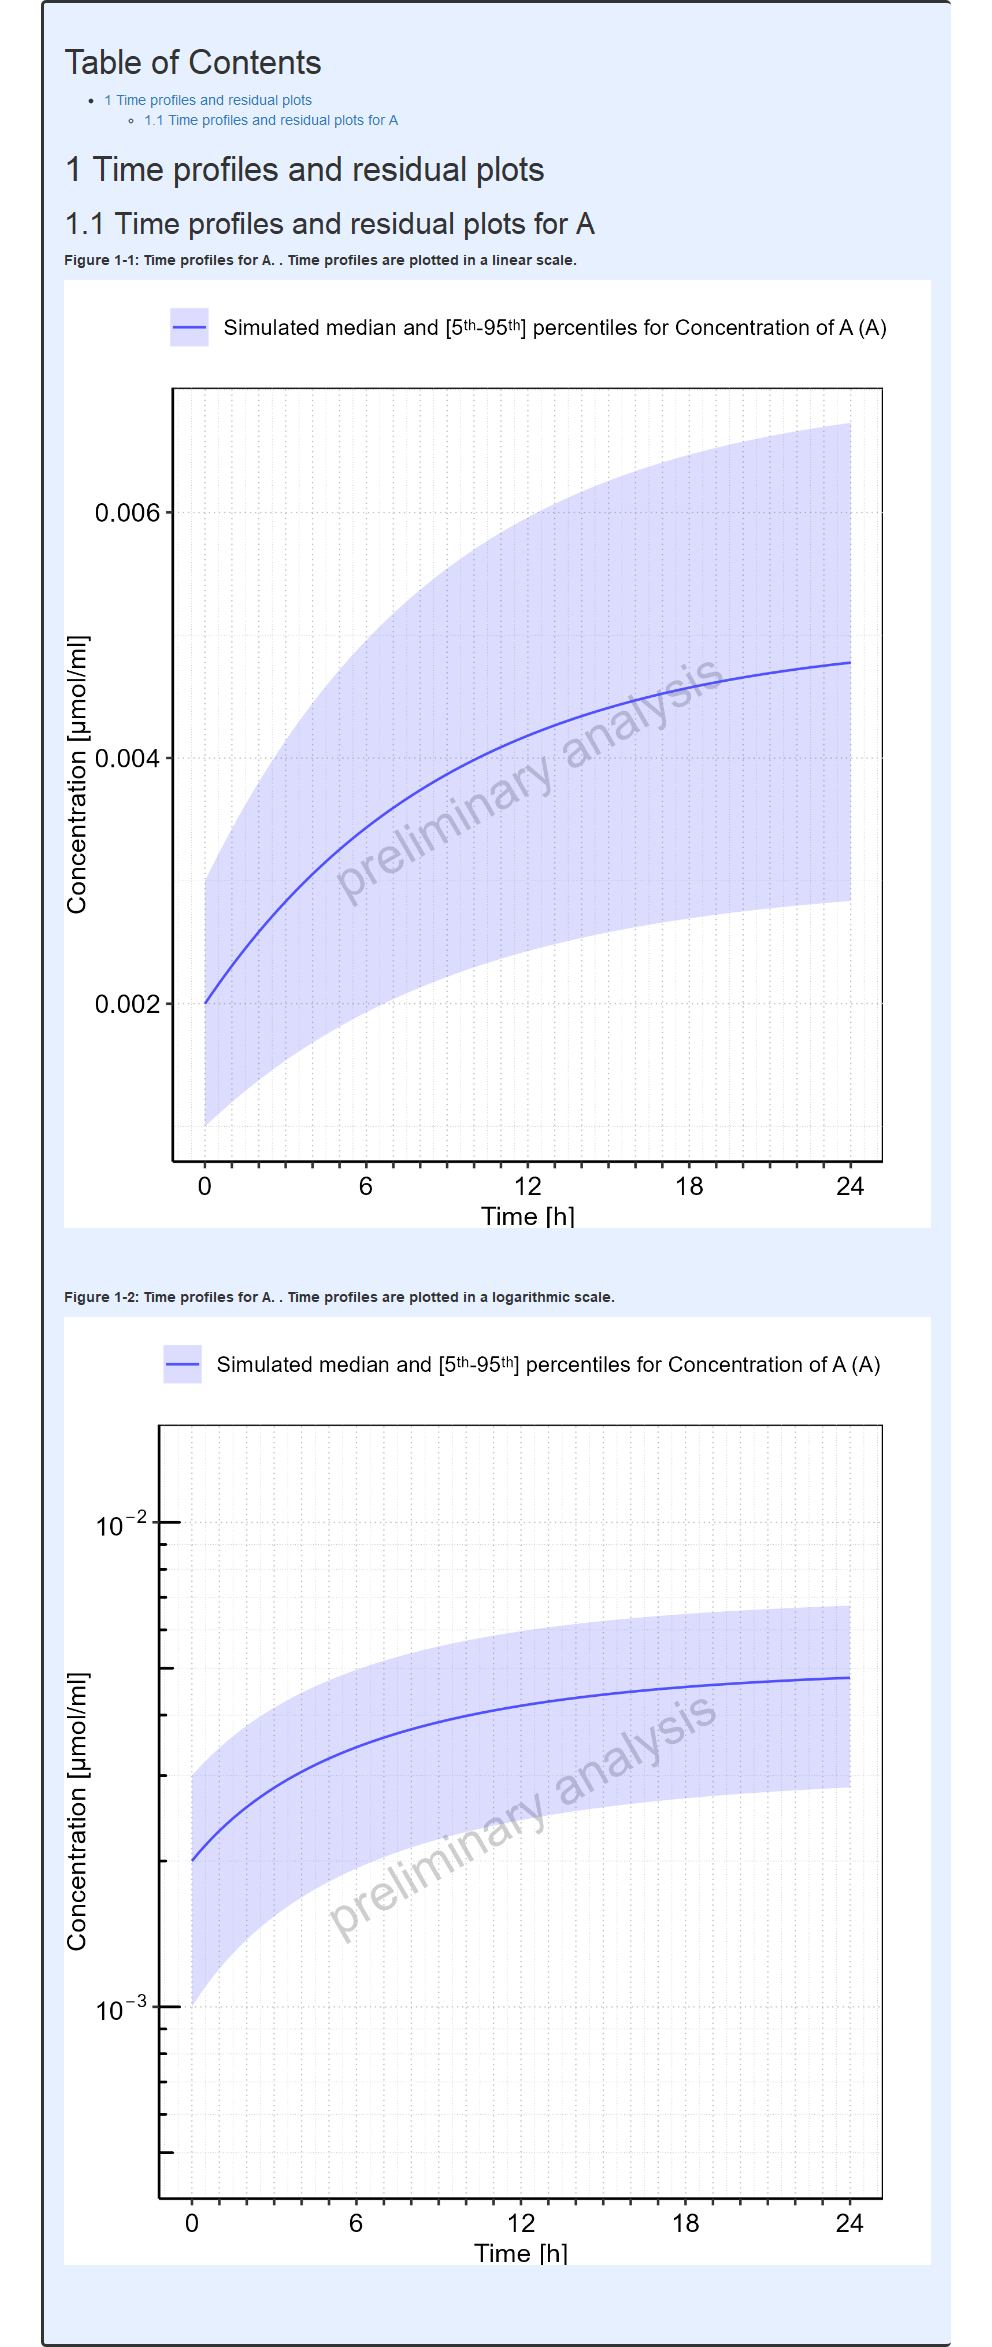 Table of Contents
1 Time profiles and residual plots
1.1 Time profiles and residual plots for A
1 Time profiles and residual plots
1.1 Time profiles and residual plots for A
Figure 1-1: Time profiles for A. . Time profiles are plotted in a linear scale.
Simulated median and [5th-95th] percentiles for Concentration of A (A)
0.006
0.004
0.002
Concentration [µmol/ml]
preliminary analysis
0 6 12 18 24
Time [h]
Figure 1-2: Time profiles for A. . Time profiles are plotted in a logarithmic scale.
Simulated median and [5th-95th] percentiles for Concentration of A (A)
10⁻²
10⁻³
Concentration [µmol/ml]
preliminary analysis
0 6 12 18 24
Time [h]